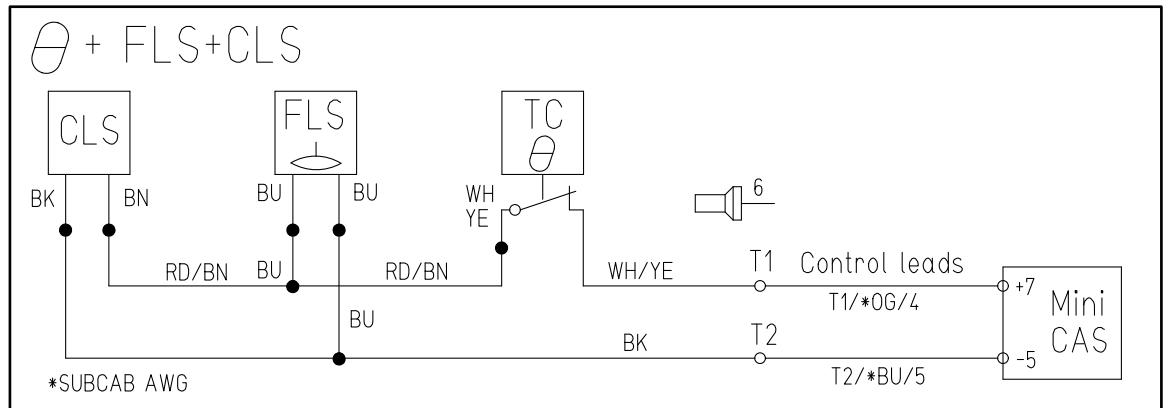 + FLS+CLS
CLS
FLS
TC
BK
BN
BU
BU
WH
YE
6
RD/BN
BU
RD/BN
WH/YE
T1
Control leads
T1/*OG/4
+7
Mini
CAS
BU
BK
T2
T2/*BU/5
-5
*SUBCAB AWG